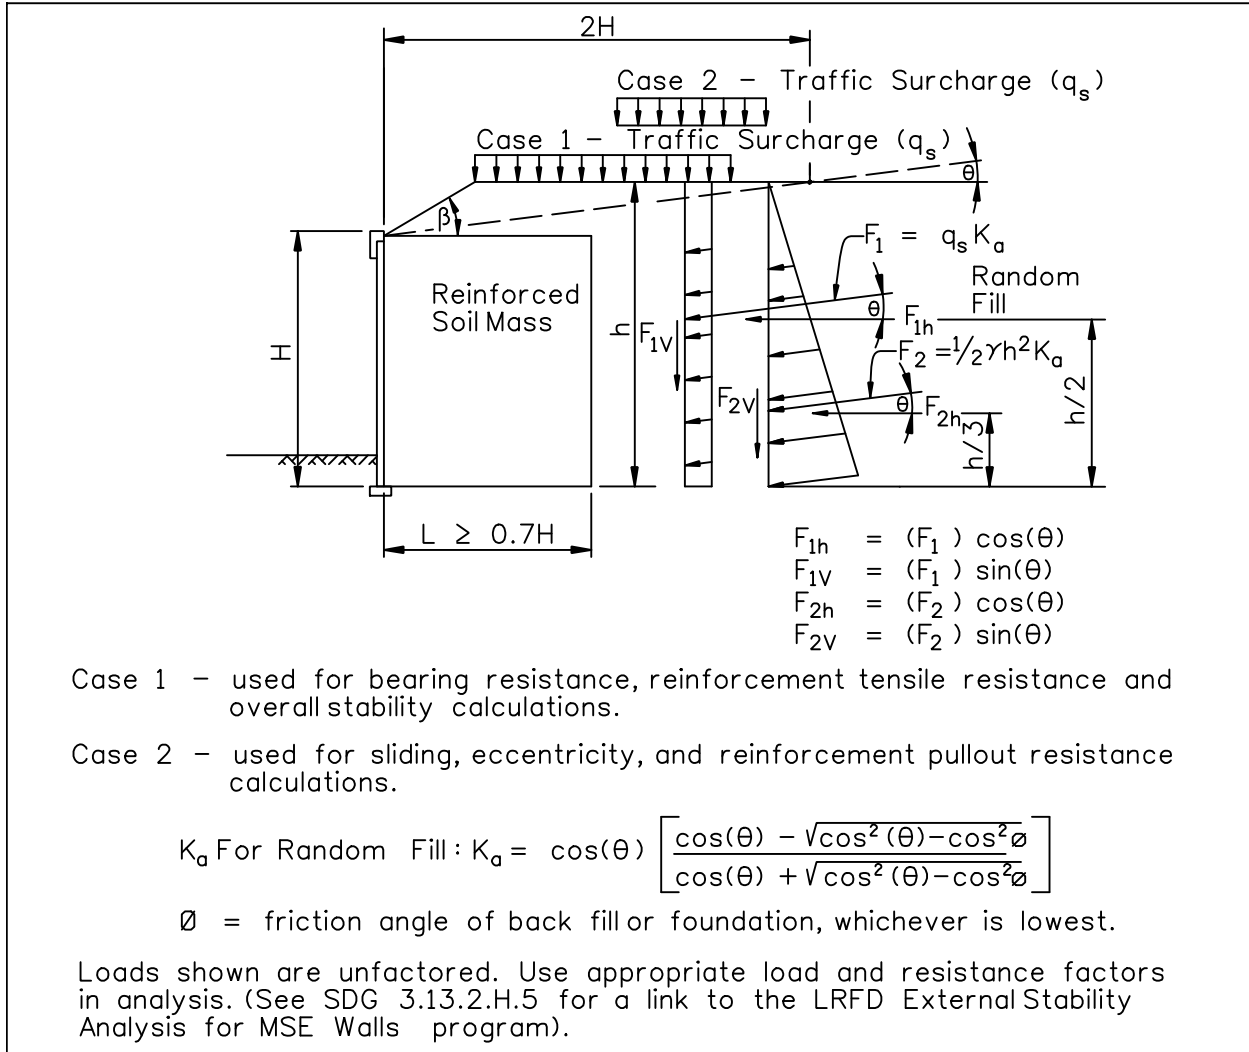 2H
Case 2 – Traffic Surcharge (qₛ)
Case 1 – Traffic Surcharge (qₛ)
θ
β
F₁ = qₛKₐ
Random
Fill
Reinforced
Soil Mass
θ
F₁ₕ
h
F₁V
H
F₂ = ½γh²Kₐ
F₂V
θ
F₂ₕ
h/3
h/2
L ≥ 0.7H
F₁ₕ = (F₁) cos(θ)
F₁V = (F₁) sin(θ)
F₂ₕ = (F₂) cos(θ)
F₂V = (F₂) sin(θ)
Case 1 – used for bearing resistance, reinforcement tensile resistance and
overall stability calculations.
Case 2 – used for sliding, eccentricity, and reinforcement pullout resistance
calculations.
Kₐ For Random Fill: Kₐ = cos(θ) [(cos(θ) – √(cos²(θ)–cos²ø)) / (cos(θ) + √(cos²(θ)–cos²ø))]
Ø = friction angle of back fill or foundation, whichever is lowest.
Loads shown are unfactored. Use appropriate load and resistance factors
in analysis. (See SDG 3.13.2.H.5 for a link to the LRFD External Stability
Analysis for MSE Walls program).